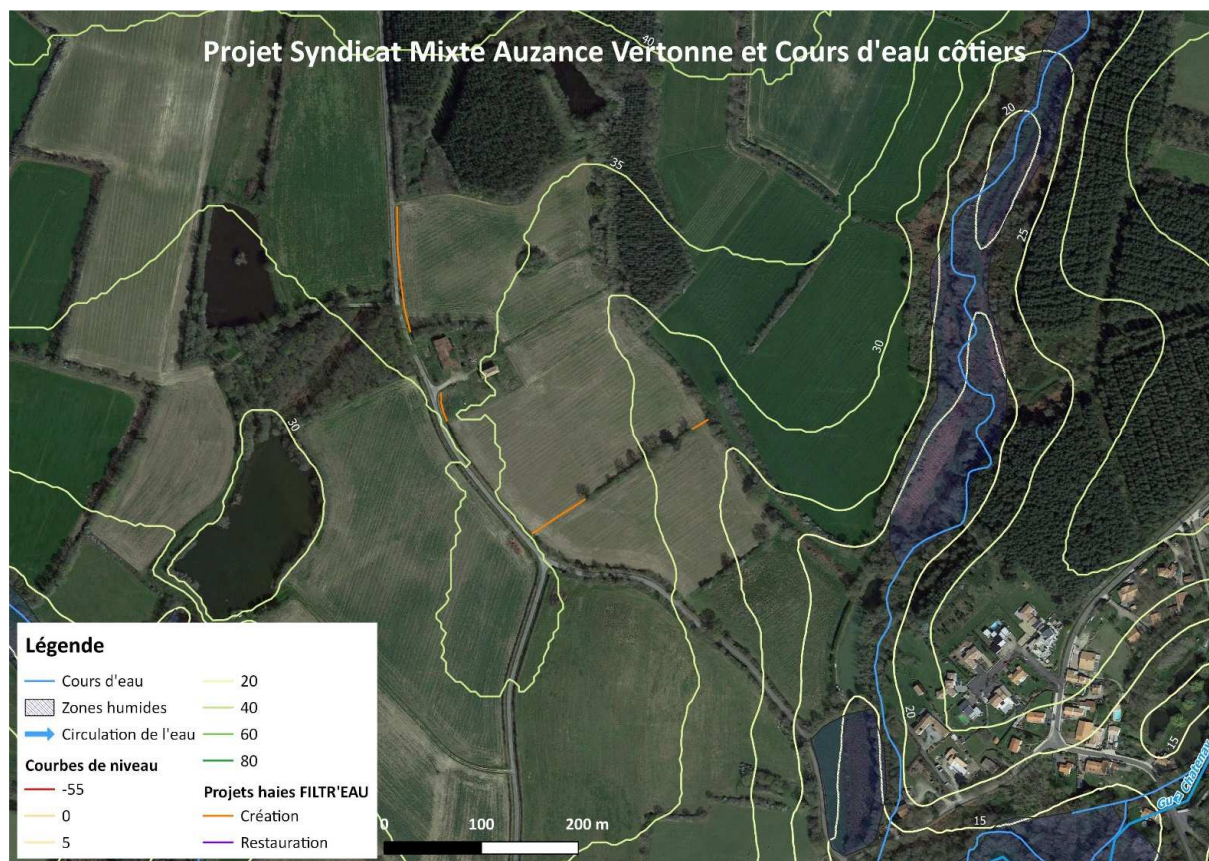 Projet Syndicat Mixte Auzance Vertonne et Cours d'eau côtiers
40
35
20
25
30
30
20
15
15
Gué Chatenay
Légende
Cours d'eau
Zones humides
Circulation de l'eau
Courbes de niveau
-55
0
5
20
40
60
80
Projets haies FILTR'EAU
Création
Restauration
0 100 200 m